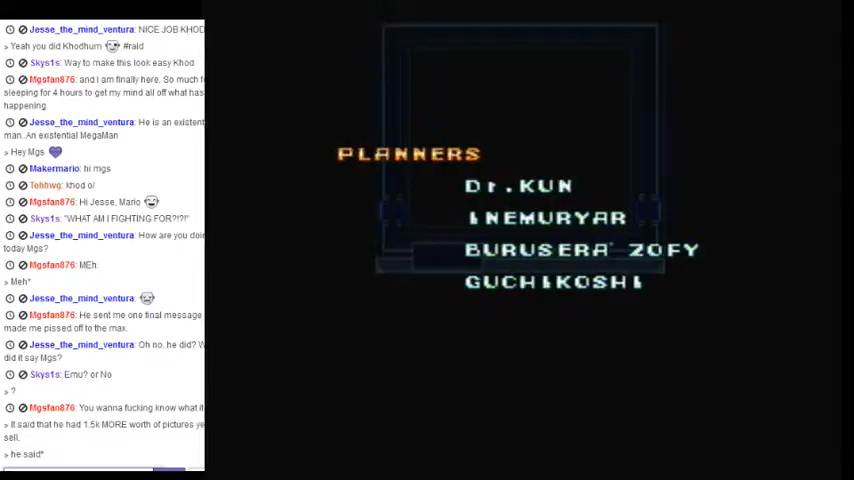 Jesse_the_mind_ventura: NICE JOB KHOD
» Yeah you did Khodhum #raid
Skys1s: Way to make this look easy Khod
Mgsfan876: and I am finally here. So much f
sleeping for 4 hours to get my mind all off what has
happening.
Jesse_the_mind_ventura: He is an existent
man..An existential MegaMan
» Hey Mgs
Makermario: hi mgs
Tehhwg: khod o/
Mgsfan876: Hi Jesse, Mario
Skys1s: "WHAT AM I FIGHTING FOR?!?!"
Jesse_the_mind_ventura: How are you doin
today Mgs?
Mgsfan876: MEh.
» Meh*
Jesse_the_mind_ventura:
Mgsfan876: He sent me one final message
made me pissed off to the max.
Jesse_the_mind_ventura: Oh no..he did? W
did it say Mgs?
Skys1s: Emu? or No
» ?
Mgsfan876: You wanna fucking know what it
» It said that he had 1.5k MORE worth of pictures ye
sell.
» he said*
PLANNERS
Dr.KUN
INEMURYAR
BURUSERA ZOFY
GUCHIKOSHI